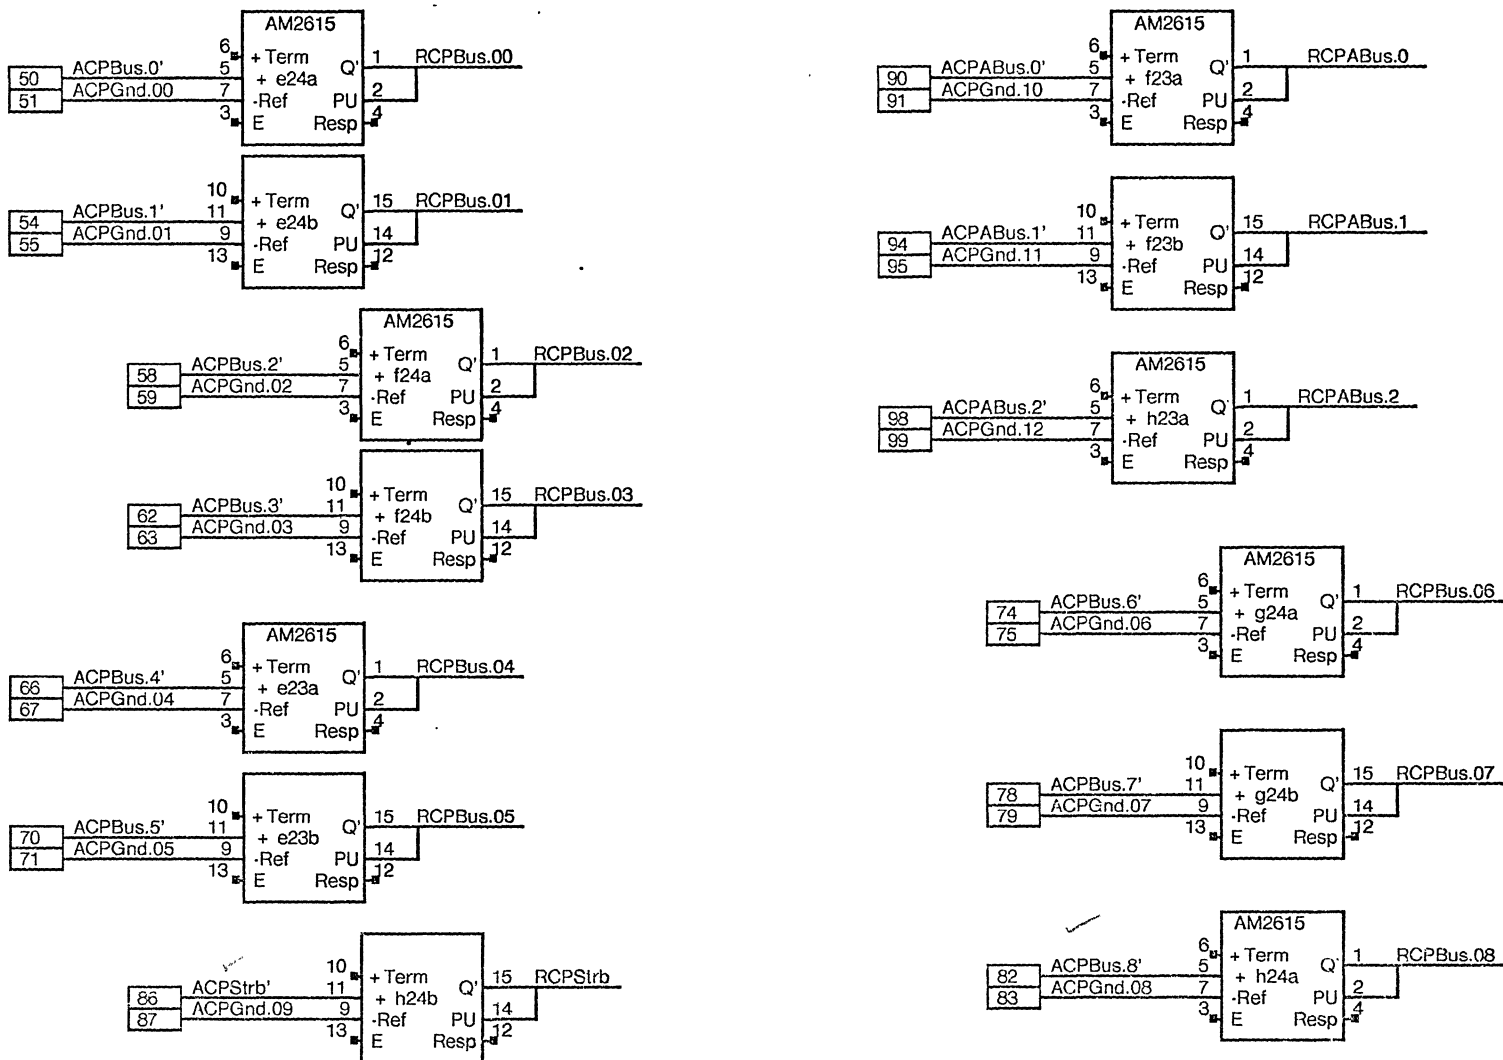 AM2615
6 + Term
50 ACPBus.0' 5 + e24a Q' 1 RCPBus.00
51 ACPGnd.00 7 -Ref PU 2
3 E Resp 4
10 + Term
54 ACPBus.1' 11 + e24b Q' 15 RCPBus.01
55 ACPGnd.01 9 -Ref PU 14
13 E Resp 12
AM2615
6 + Term
58 ACPBus.2' 5 + f24a Q' 1 RCPBus.02
59 ACPGnd.02 7 -Ref PU 2
3 E Resp 4
10 + Term
62 ACPBus.3' 11 + f24b Q' 15 RCPBus.03
63 ACPGnd.03 9 -Ref PU 14
13 E Resp 12
AM2615
6 + Term
66 ACPBus.4' 5 + e23a Q' 1 RCPBus.04
67 ACPGnd.04 7 -Ref PU 2
3 E Resp 4
10 + Term
70 ACPBus.5' 11 + e23b Q' 15 RCPBus.05
71 ACPGnd.05 9 -Ref PU 14
13 E Resp 12
10 + Term
86 ACPStrb' 11 + h24b Q' 15 RCPStrb
87 ACPGnd.09 9 -Ref PU 14
13 E Resp 12
AM2615
6 + Term
90 ACPABus.0' 5 + f23a Q' 1 RCPABus.0
91 ACPGnd.10 7 -Ref PU 2
3 E Resp 4
10 + Term
94 ACPABus.1' 11 + f23b Q' 15 RCPABus.1
95 ACPGnd.11 9 -Ref PU 14
13 E Resp 12
AM2615
6 + Term
98 ACPABus.2' 5 + h23a Q' 1 RCPABus.2
99 ACPGnd.12 7 -Ref PU 2
3 E Resp 4
AM2615
6 + Term
74 ACPBus.6' 5 + g24a Q' 1 RCPBus.06
75 ACPGnd.06 7 -Ref PU 2
3 E Resp 4
10 + Term
78 ACPBus.7' 11 + g24b Q' 15 RCPBus.07
79 ACPGnd.07 9 -Ref PU 14
13 E Resp 12
AM2615
6 + Term
82 ACPBus.8' 5 + h24a Q' 1 RCPBus.08
83 ACPGnd.08 7 -Ref PU 2
3 E Resp 4